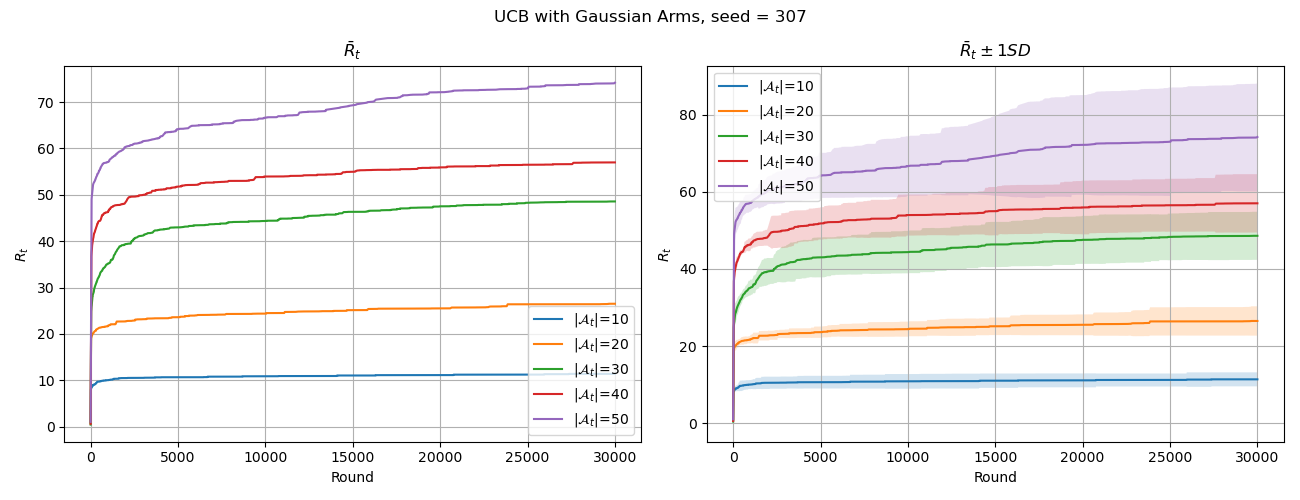 UCB with Gaussian Arms, seed = 307
R̄ₜ
Rₜ
70
60
50
40
30
20
10
0
|𝒜ₜ|=10
|𝒜ₜ|=20
|𝒜ₜ|=30
|𝒜ₜ|=40
|𝒜ₜ|=50
0 5000 10000 15000 20000 25000 30000
Round
R̄ₜ ± 1SD
Rₜ
80
60
40
20
0
|𝒜ₜ|=10
|𝒜ₜ|=20
|𝒜ₜ|=30
|𝒜ₜ|=40
|𝒜ₜ|=50
0 5000 10000 15000 20000 25000 30000
Round